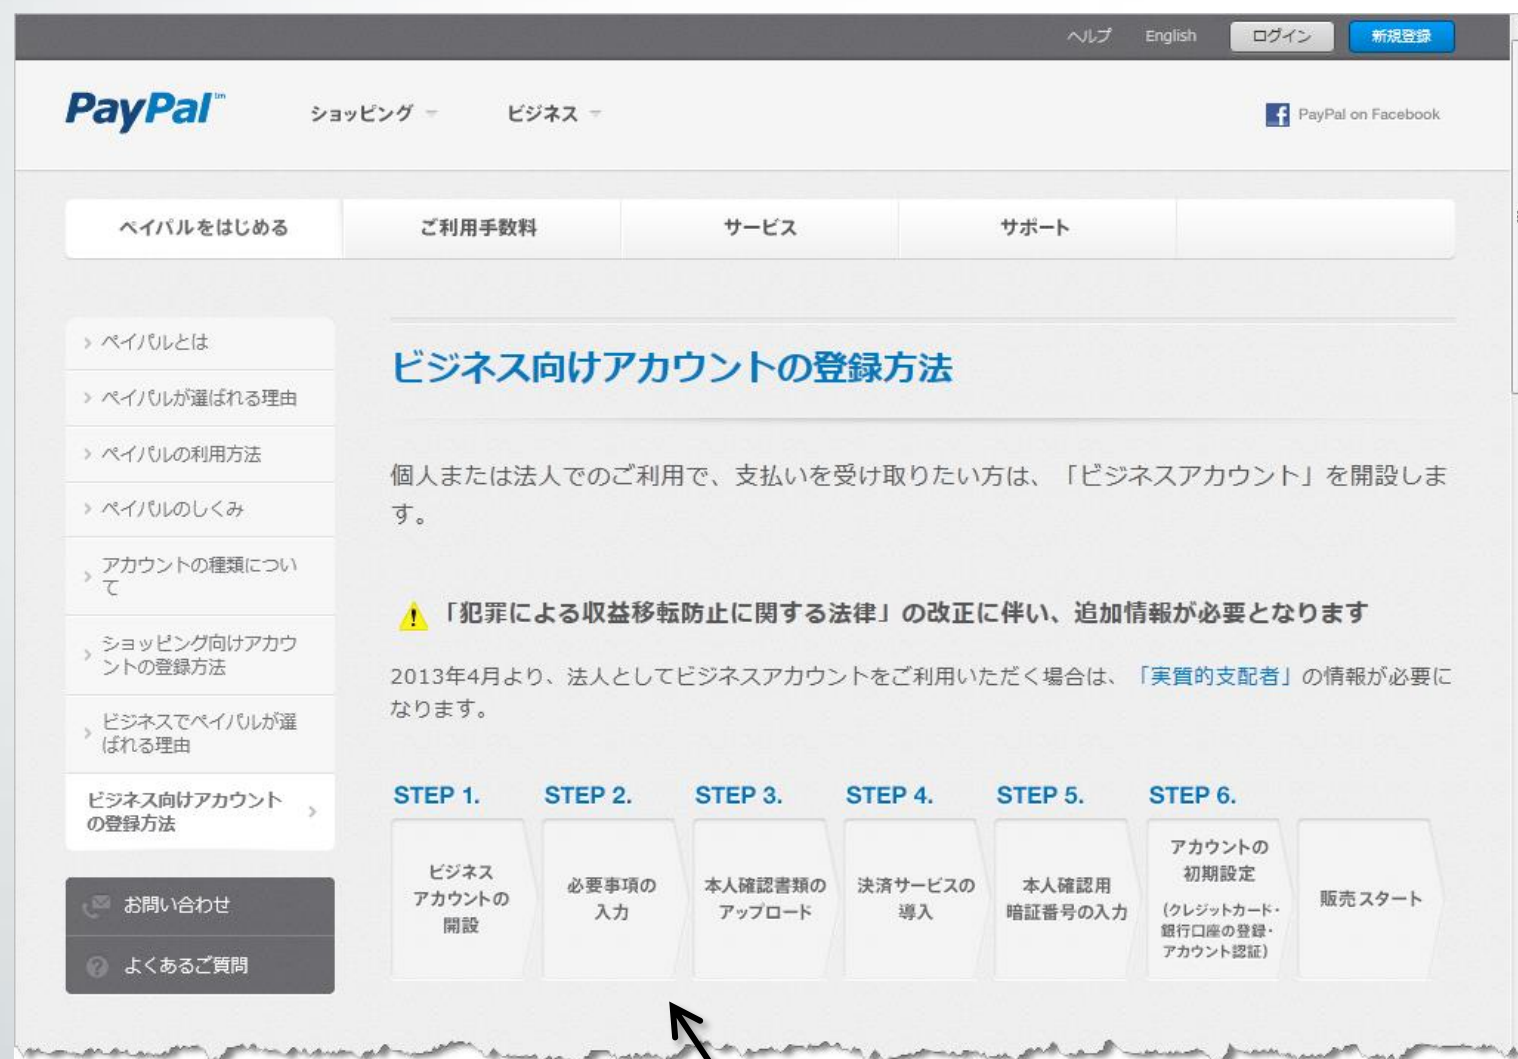 ヘルプ English ログイン 新規登録
PayPal™ ショッピング ビジネス PayPal on Facebook
ペイパルをはじめる ご利用手数料 サービス サポート
ペイパルとは
ペイパルが選ばれる理由
ペイパルの利用方法
ペイパルのしくみ
アカウントの種類につい
て
ショッピング向けアカウ
ントの登録方法
ビジネスでペイパルが選
ばれる理由
ビジネス向けアカウント
の登録方法
お問い合わせ
よくあるご質問
ビジネス向けアカウントの登録方法
個人または法人でのご利用で、支払いを受け取りたい方は、「ビジネスアカウント」を開設しま
す。
「犯罪による収益移転防止に関する法律」の改正に伴い、追加情報が必要となります
2013年4月より、法人としてビジネスアカウントをご利用いただく場合は、「実質的支配者」の情報が必要に
なります。
STEP 1.
ビジネス
アカウントの
開設
STEP 2.
必要事項の
入力
STEP 3.
本人確認書類の
アップロード
STEP 4.
決済サービスの
導入
STEP 5.
本人確認用
暗証番号の入力
STEP 6.
アカウントの
初期設定
(クレジットカード・
銀行口座の登録・
アカウント認証)
販売スタート